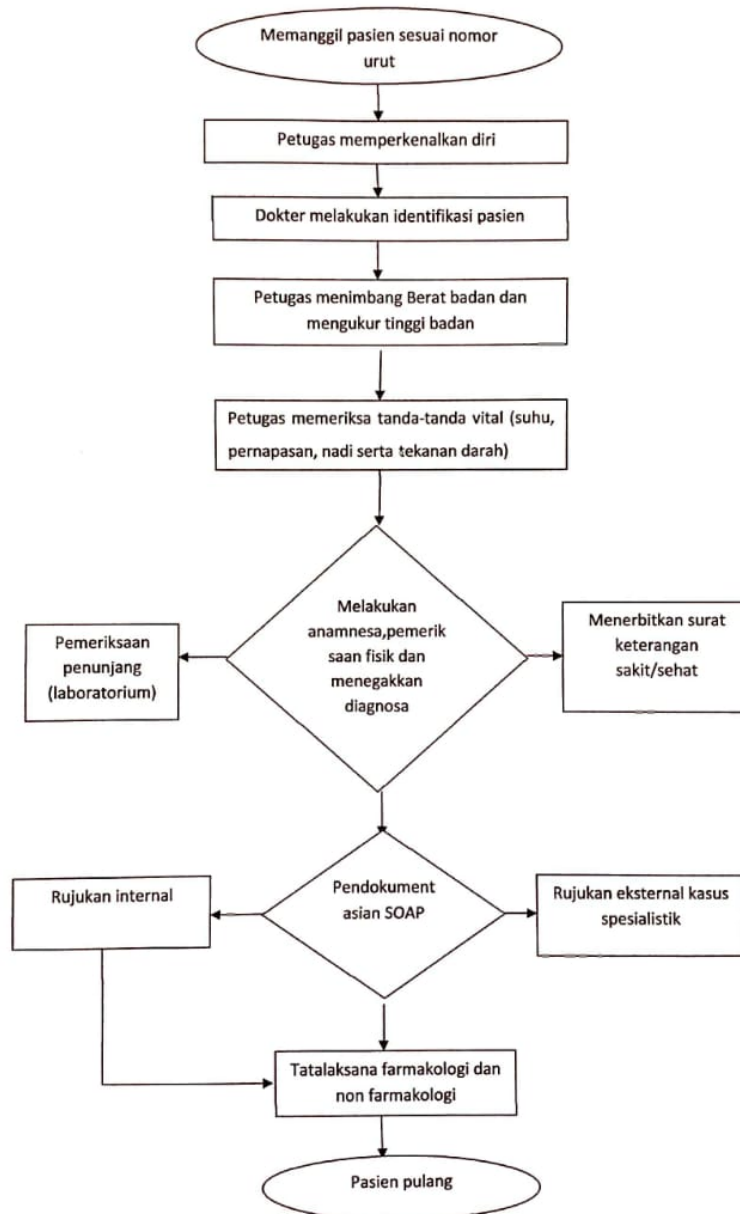 Memanggil pasien sesuai nomor
urut
Petugas memperkenalkan diri
Dokter melakukan identifikasi pasien
Petugas menimbang Berat badan dan
mengukur tinggi badan
Petugas memeriksa tanda-tanda vital (suhu,
pernapasan, nadi serta tekanan darah)
Melakukan
anamnesa,pemerik
saan fisik dan
menegakkan
diagnosa
Pemeriksaan
penunjang
(laboratorium)
Menerbitkan surat
keterangan
sakit/sehat
Pendokument
asian SOAP
Rujukan internal
Rujukan eksternal kasus
spesialistik
Tatalaksana farmakologi dan
non farmakologi
Pasien pulang